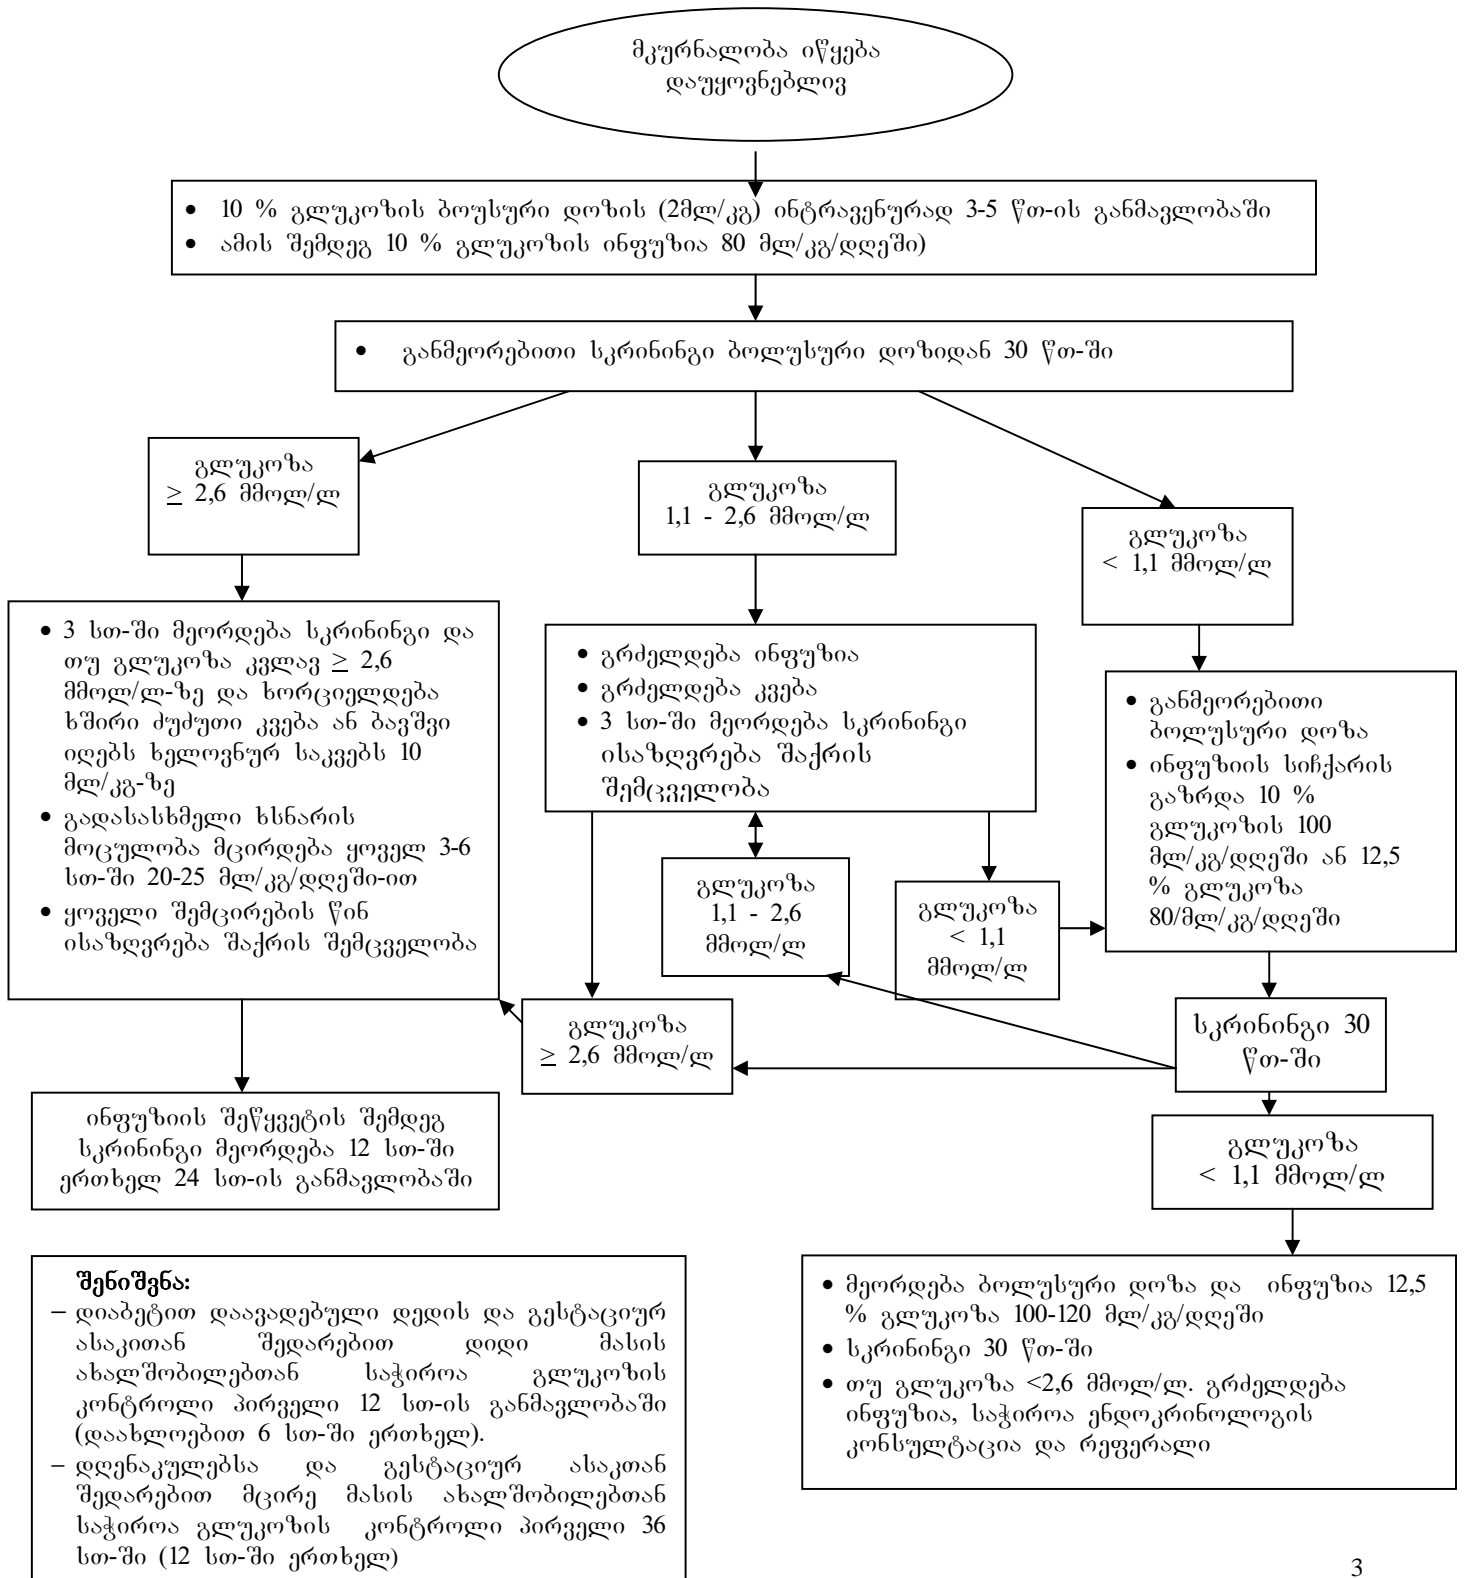 მკურნალობა იწყება
დაუყოვნებლივ
• 10 % გლუკოზის ბოუსური დოზის (2მლ/კგ) ინტრავენურად 3-5 წთ-ის განმავლობაში
• ამის შემდეგ 10 % გლუკოზის ინფუზია 80 მლ/კგ/დღეში)
• განმეორებითი სკრინინგი ბოლუსური დოზიდან 30 წთ-ში
გლუკოზა
≥ 2,6 მმოლ/ლ
გლუკოზა
1,1 - 2,6 მმოლ/ლ
გლუკოზა
< 1,1 მმოლ/ლ
• 3 სთ-ში მეორდება სკრინინგი და
თუ გლუკოზა კვლავ ≥ 2,6
მმოლ/ლ-ზე და ხორციელდება
ხშირი ძუძუთი კვება ან ბავშვი
იღებს ხელოვნურ საკვებს 10
მლ/კგ-ზე
• გადასასხმელი ხსნარის
მოცულობა მცირდება ყოველ 3-6
სთ-ში 20-25 მლ/კგ/დღეში-ით
• ყოველი შემცირების წინ
ისაზღვრება შაქრის შემცველობა
• გრძელდება ინფუზია
• გრძელდება კვება
• 3 სთ-ში მეორდება სკრინინგი
ისაზღვრება შაქრის
შემცველობა
• განმეორებითი
ბოლუსური დოზა
• ინფუზიის სიჩქარის
გაზრდა 10 %
გლუკოზის 100
მლ/კგ/დღეში ან 12,5
% გლუკოზა
80/მლ/კგ/დღეში
გლუკოზა
1,1 - 2,6
მმოლ/ლ
გლუკოზა
< 1,1
მმოლ/ლ
გლუკოზა
≥ 2,6 მმოლ/ლ
სკრინინგი 30
წთ-ში
ინფუზიის შეწყვეტის შემდეგ
სკრინინგი მეორდება 12 სთ-ში
ერთხელ 24 სთ-ის განმავლობაში
გლუკოზა
< 1,1 მმოლ/ლ
შენიშვნა:
– დიაბეტით დაავადებული დედის და გესტაციურ
ასაკითან შედარებით დიდი მასის
ახალშობილებთან საჭიროა გლუკოზის
კონტროლი პირველი 12 სთ-ის განმავლობაში
(დაახლოებით 6 სთ-ში ერთხელ).
– დღენაკულებსა და გესტაციურ ასაკთან
შედარებით მცირე მასის ახალშობილებთან
საჭიროა გლუკოზის კონტროლი პირველი 36
სთ-ში (12 სთ-ში ერთხელ)
• მეორდება ბოლუსური დოზა და ინფუზია 12,5
% გლუკოზა 100-120 მლ/კგ/დღეში
• სკრინინგი 30 წთ-ში
• თუ გლუკოზა <2,6 მმოლ/ლ. გრძელდება
ინფუზია, საჭიროა ენდოკრინოლოგის
კონსულტაცია და რეფერალი
3